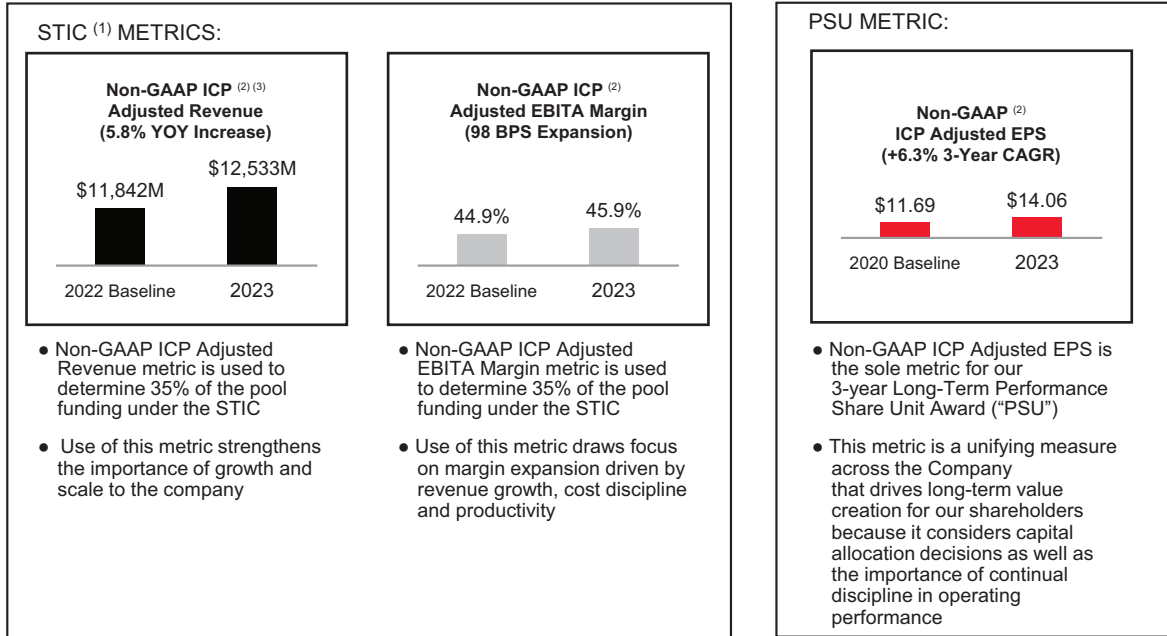 STIC (1) METRICS:
Non-GAAP ICP (2) (3)
Adjusted Revenue
(5.8% YOY Increase)
$11,842M
$12,533M
2022 Baseline
2023
● Non-GAAP ICP Adjusted
Revenue metric is used to
determine 35% of the pool
funding under the STIC
● Use of this metric strengthens
the importance of growth and
scale to the company
Non-GAAP ICP (2)
Adjusted EBITA Margin
(98 BPS Expansion)
44.9%
45.9%
2022 Baseline
2023
● Non-GAAP ICP Adjusted
EBITA Margin metric is used
to determine 35% of the pool
funding under the STIC
● Use of this metric draws focus
on margin expansion driven by
revenue growth, cost discipline
and productivity
PSU METRIC:
Non-GAAP (2)
ICP Adjusted EPS
(+6.3% 3-Year CAGR)
$11.69
$14.06
2020 Baseline
2023
● Non-GAAP ICP Adjusted EPS is
the sole metric for our
3-year Long-Term Performance
Share Unit Award (“PSU”)
● This metric is a unifying measure
across the Company
that drives long-term value
creation for our shareholders
because it considers capital
allocation decisions as well as
the importance of continual
discipline in operating
performance